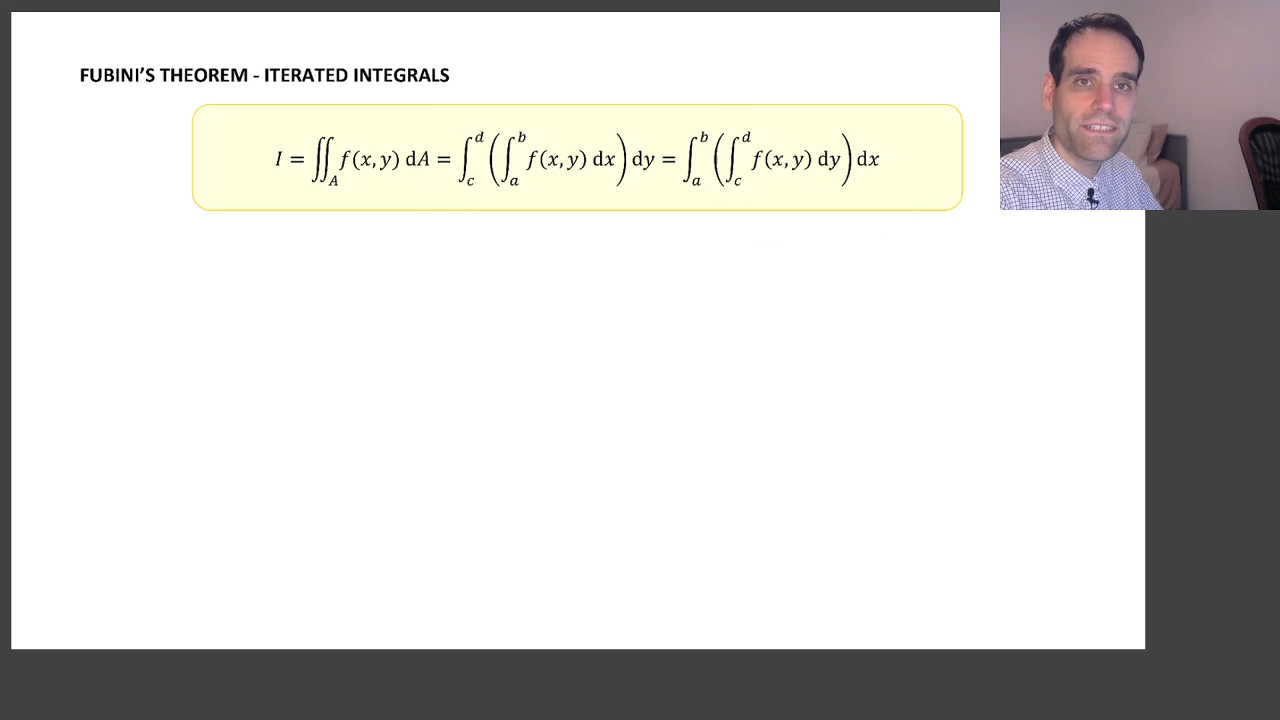 FUBINI'S THEOREM - ITERATED INTEGRALS
I = ∬_A f(x, y) dA = ∫_c^d (∫_a^b f(x, y) dx) dy = ∫_a^b (∫_c^d f(x, y) dy) dx